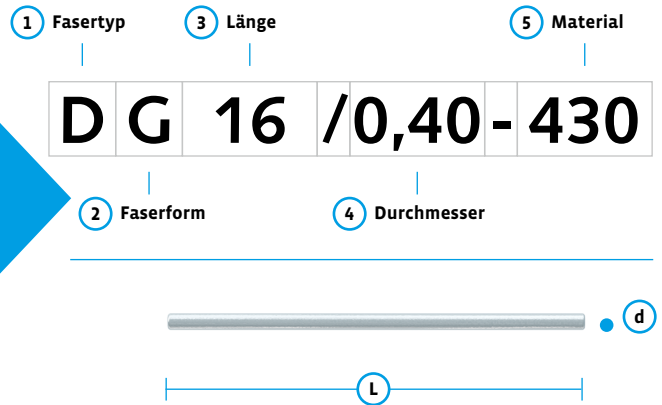 1 Fasertyp 3 Länge 5 Material
D G 16 /0,40 - 430
2 Faserform 4 Durchmesser
d
L